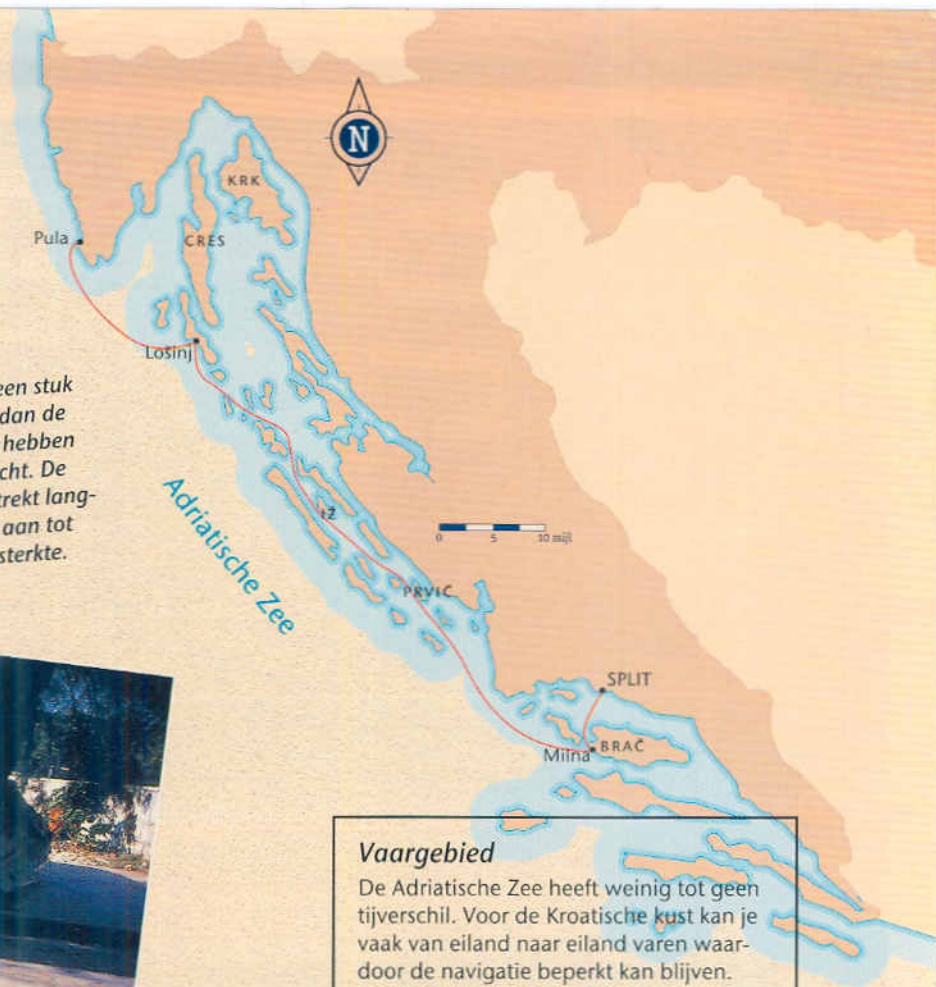 N
KRK
CRES
Pula
Lošinj
een stuk
dan de
hebben
cht. De
trekt lang-
aan tot
sterkte.
Adriatische Zee
IŽ
0 5 10 mijl
PRVIČ
SPLIT
Milna
BRAČ
Vaargebied
De Adriatische Zee heeft weinig tot geen
tijverschil. Voor de Kroatische kust kan je
vaak van eiland naar eiland varen waar-
door de navigatie beperkt kan blijven.